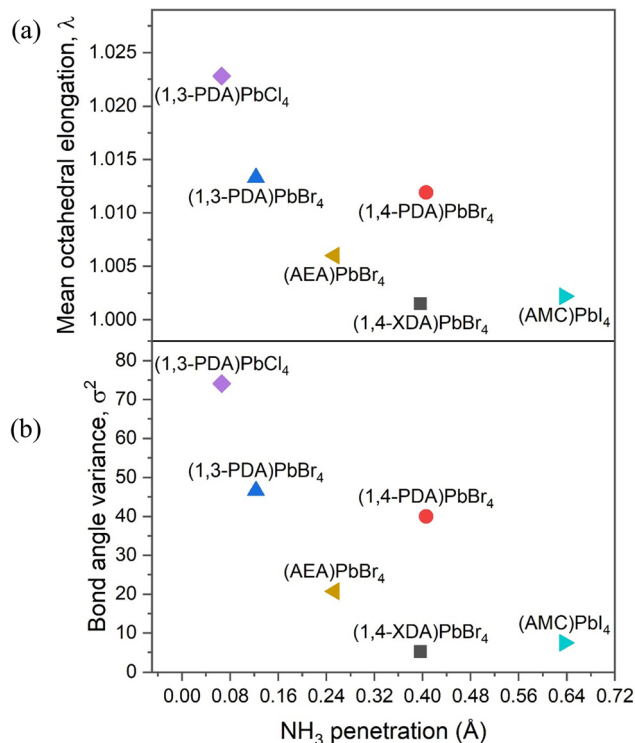 (a)
Mean octahedral elongation, λ
1.025
1.020
1.015
1.010
1.005
1.000
(1,3-PDA)PbCl₄
(1,3-PDA)PbBr₄
(1,4-PDA)PbBr₄
(AEA)PbBr₄
(1,4-XDA)PbBr₄
(AMC)PbI₄
(b)
Bond angle variance, σ²
80
70
60
50
40
30
20
10
0
(1,3-PDA)PbCl₄
(1,3-PDA)PbBr₄
(1,4-PDA)PbBr₄
(AEA)PbBr₄
(1,4-XDA)PbBr₄
(AMC)PbI₄
0.00 0.08 0.16 0.24 0.32 0.40 0.48 0.56 0.64 0.72
NH₃ penetration (Å)